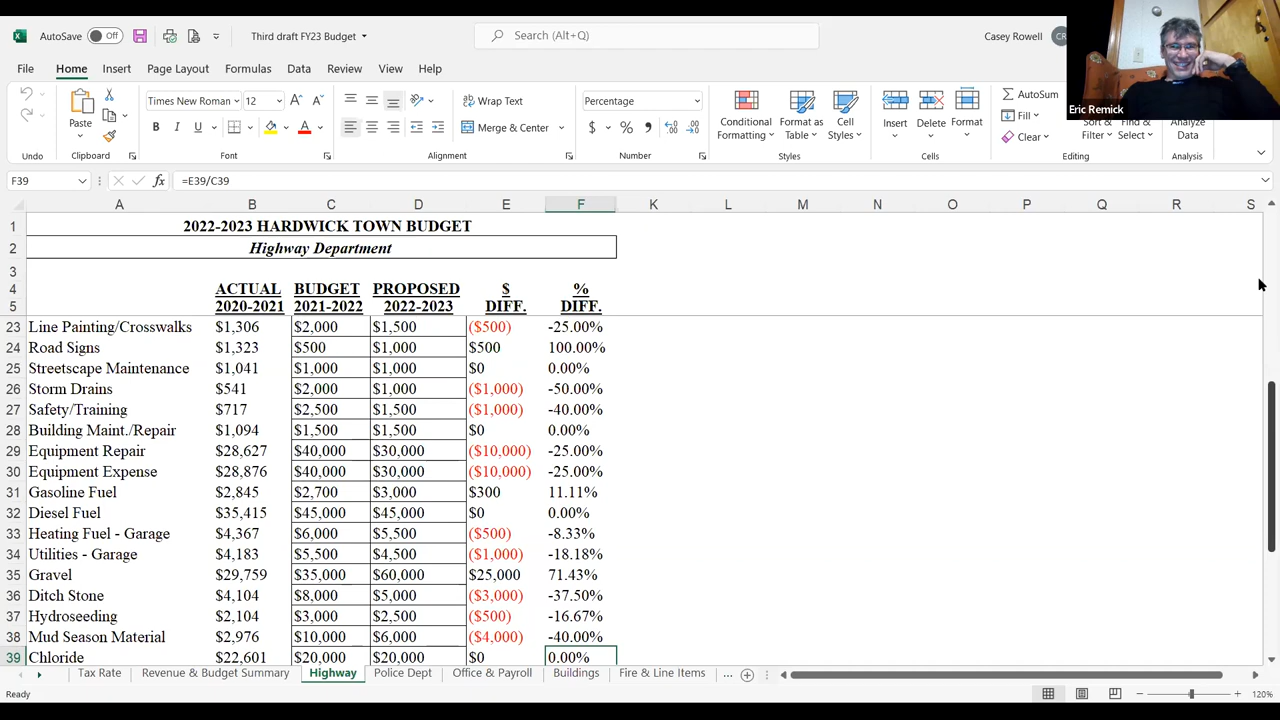 AutoSave Off Third draft FY23 Budget Search (Alt+Q) Casey Rowell CR
File Home Insert Page Layout Formulas Data Review View Help
Eric Remick
Paste Times New Roman 12 Wrap Text Percentage Conditional Formatting Format as Table Cell Styles Insert Delete Format AutoSum
B I U Merge & Center $ % Fill Sort & Filter Find & Select Analyze Data
Clear
Undo Clipboard Font Alignment Number Styles Cells Editing Analysis
F39 fx =E39/C39
A B C D E F K L M N O P Q R S
1 2022-2023 HARDWICK TOWN BUDGET
2 Highway Department
3
4 ACTUAL BUDGET PROPOSED $ %
5 2020-2021 2021-2022 2022-2023 DIFF. DIFF.
23 Line Painting/Crosswalks $1,306 $2,000 $1,500 ($500) -25.00%
24 Road Signs $1,323 $500 $1,000 $500 100.00%
25 Streetscape Maintenance $1,041 $1,000 $1,000 $0 0.00%
26 Storm Drains $541 $2,000 $1,000 ($1,000) -50.00%
27 Safety/Training $717 $2,500 $1,500 ($1,000) -40.00%
28 Building Maint./Repair $1,094 $1,500 $1,500 $0 0.00%
29 Equipment Repair $28,627 $40,000 $30,000 ($10,000) -25.00%
30 Equipment Expense $28,876 $40,000 $30,000 ($10,000) -25.00%
31 Gasoline Fuel $2,845 $2,700 $3,000 $300 11.11%
32 Diesel Fuel $35,415 $45,000 $45,000 $0 0.00%
33 Heating Fuel - Garage $4,367 $6,000 $5,500 ($500) -8.33%
34 Utilities - Garage $4,183 $5,500 $4,500 ($1,000) -18.18%
35 Gravel $29,759 $35,000 $60,000 $25,000 71.43%
36 Ditch Stone $4,104 $8,000 $5,000 ($3,000) -37.50%
37 Hydroseeding $2,104 $3,000 $2,500 ($500) -16.67%
38 Mud Season Material $2,976 $10,000 $6,000 ($4,000) -40.00%
39 Chloride $22,601 $20,000 $20,000 $0 0.00%
Tax Rate Revenue & Budget Summary Highway Police Dept Office & Payroll Buildings Fire & Line Items ...
Ready 120%